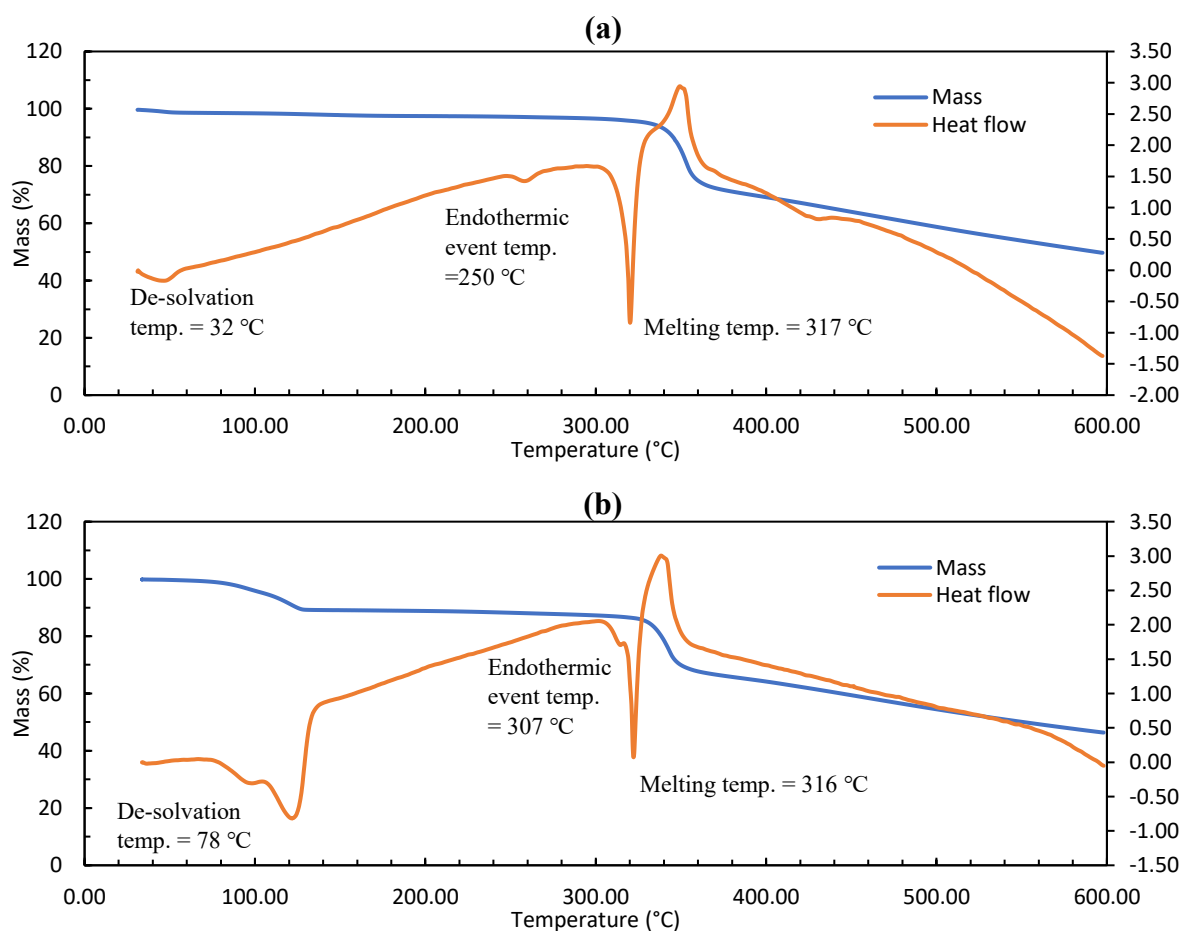 (a)
120
100
80
60
40
20
0
Mass (%)
3.50
3.00
2.50
2.00
1.50
1.00
0.50
0.00
-0.50
-1.00
-1.50
-2.00
Mass
Heat flow
Endothermic
event temp.
=250 °C
De-solvation
temp. = 32 °C
Melting temp. = 317 °C
0.00 100.00 200.00 300.00 400.00 500.00 600.00
Temperature (°C)
(b)
120
100
80
60
40
20
0
Mass (%)
3.50
3.00
2.50
2.00
1.50
1.00
0.50
0.00
-0.50
-1.00
-1.50
Mass
Heat flow
Endothermic
event temp.
= 307 °C
De-solvation
temp. = 78 °C
Melting temp. = 316 °C
0.00 100.00 200.00 300.00 400.00 500.00 600.00
Temperature (°C)